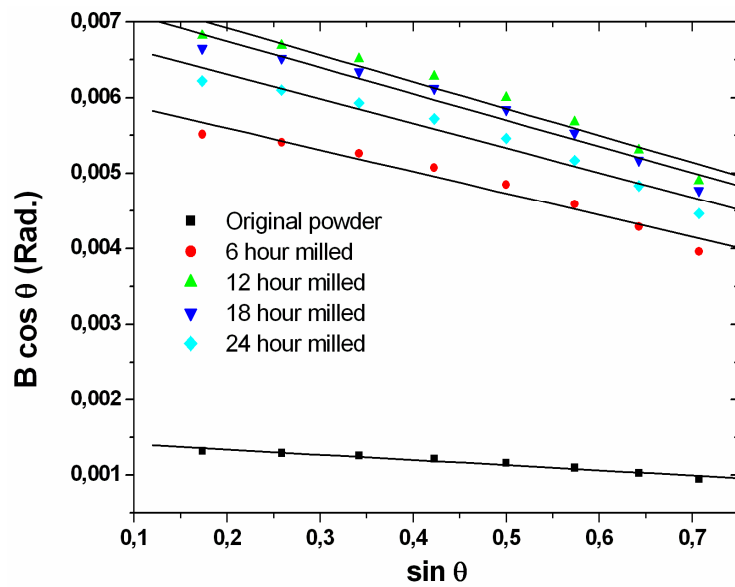 0,007
0,006
0,005
0,004
0,003
0,002
0,001
B cos θ (Rad.)
Original powder
6 hour milled
12 hour milled
18 hour milled
24 hour milled
0,1 0,2 0,3 0,4 0,5 0,6 0,7
sin θ